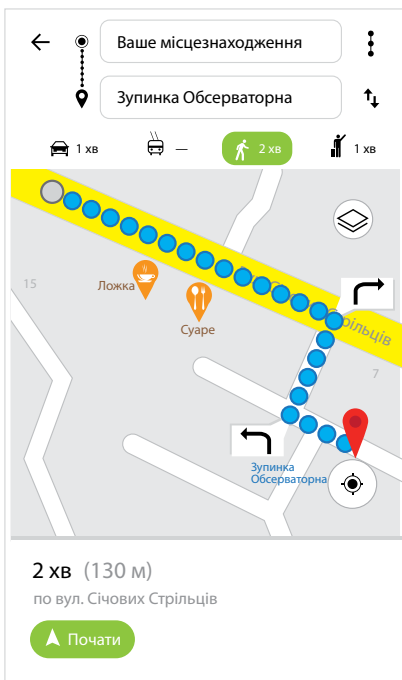 Ваше місцезнаходження
Зупинка Обсерваторна
1 хв
—
2 хв
1 хв
15
Ложка
Суаре
Стрільців
7
Зупинка
Обсерваторна
2 хв (130 м)
по вул. Січових Стрільців
Почати